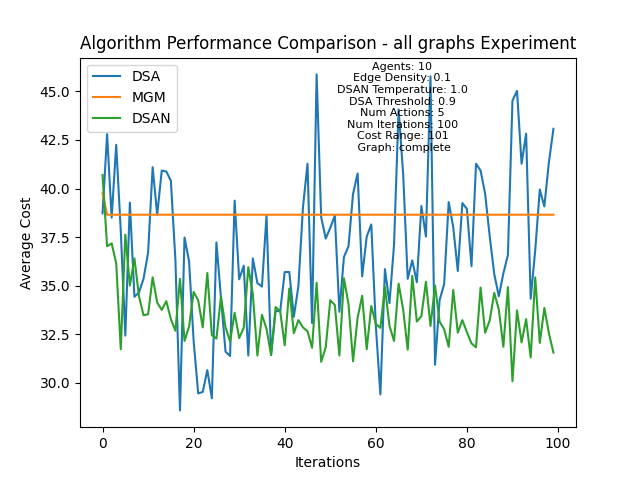 Algorithm Performance Comparison - all graphs Experiment
DSA
MGM
DSAN
Agents: 10
Edge Density: 0.1
DSAN Temperature: 1.0
DSA Threshold: 0.9
Num Actions: 5
Num Iterations: 100
Cost Range: 101
Graph: complete
45.0
42.5
40.0
37.5
35.0
32.5
30.0
Average Cost
0 20 40 60 80 100
Iterations